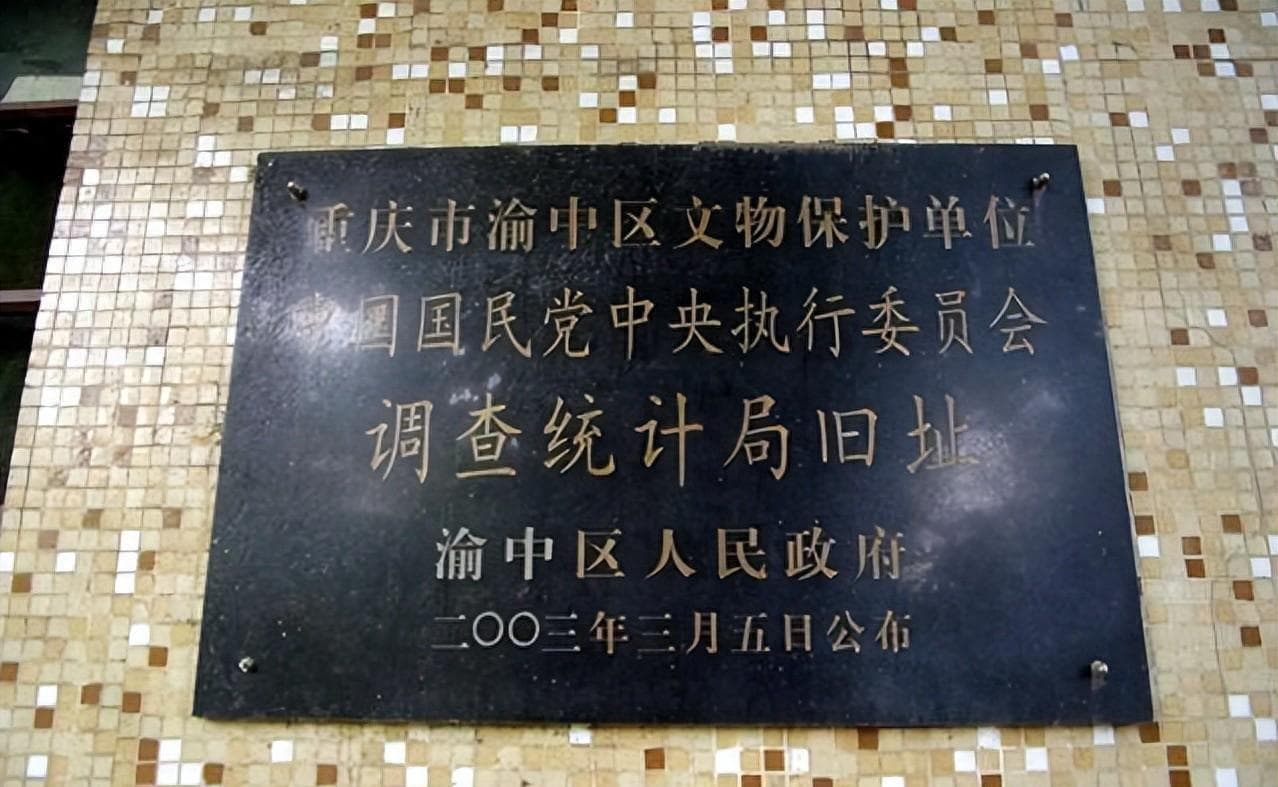 重庆市渝中区文物保护单位
中国国民党中央执行委员会
调查统计局旧址
渝中区人民政府
二〇〇三年三月五日公布